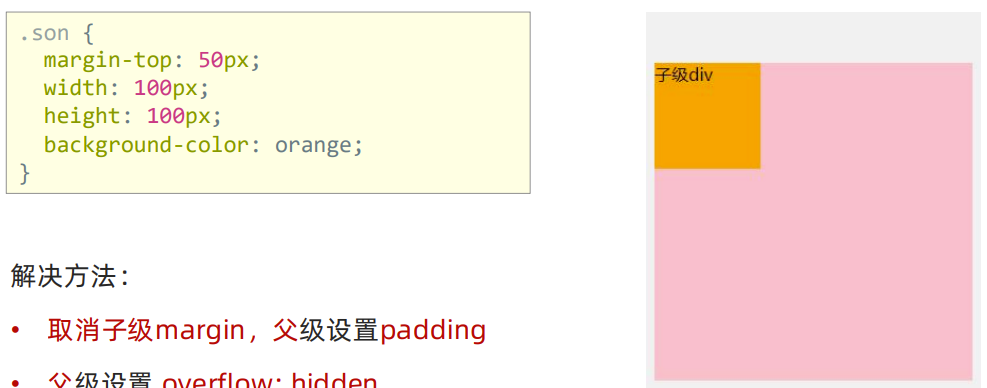 .son {
margin-top: 50px;
width: 100px;
height: 100px;
background-color: orange;
}
子级div
解决方法：
• 取消子级margin，父级设置padding
• 父级设置 overflow: hidden